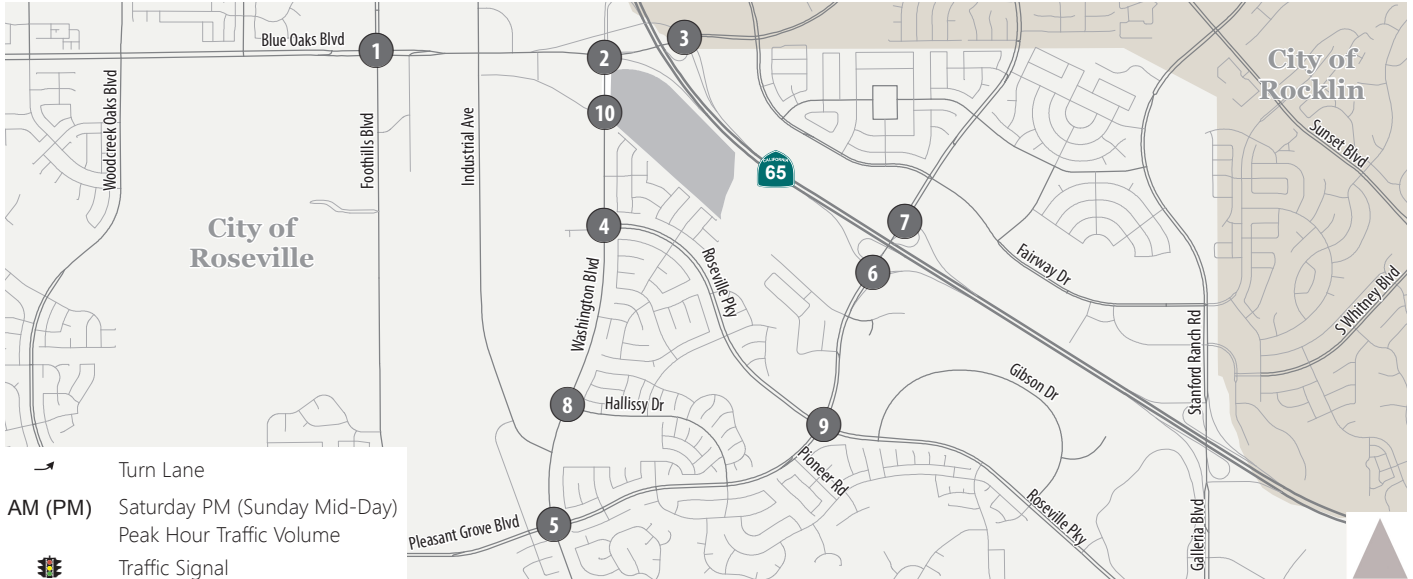 Blue Oaks Blvd
1
2
3
City of
Rocklin
Woodcreek Oaks Blvd
Foothills Blvd
Industrial Ave
10
CALIFORNIA
65
Sunset Blvd
City of
Roseville
4
7
Roseville Pky
Fairway Dr
6
Washington Blvd
S Whitney Blvd
Stanford Ranch Rd
Gibson Dr
8
Hallissy Dr
9
Pioneer Rd
Roseville Pky
Turn Lane
AM (PM)
Saturday PM (Sunday Mid-Day)
Peak Hour Traffic Volume
Traffic Signal
Pleasant Grove Blvd
5
Galleria Blvd